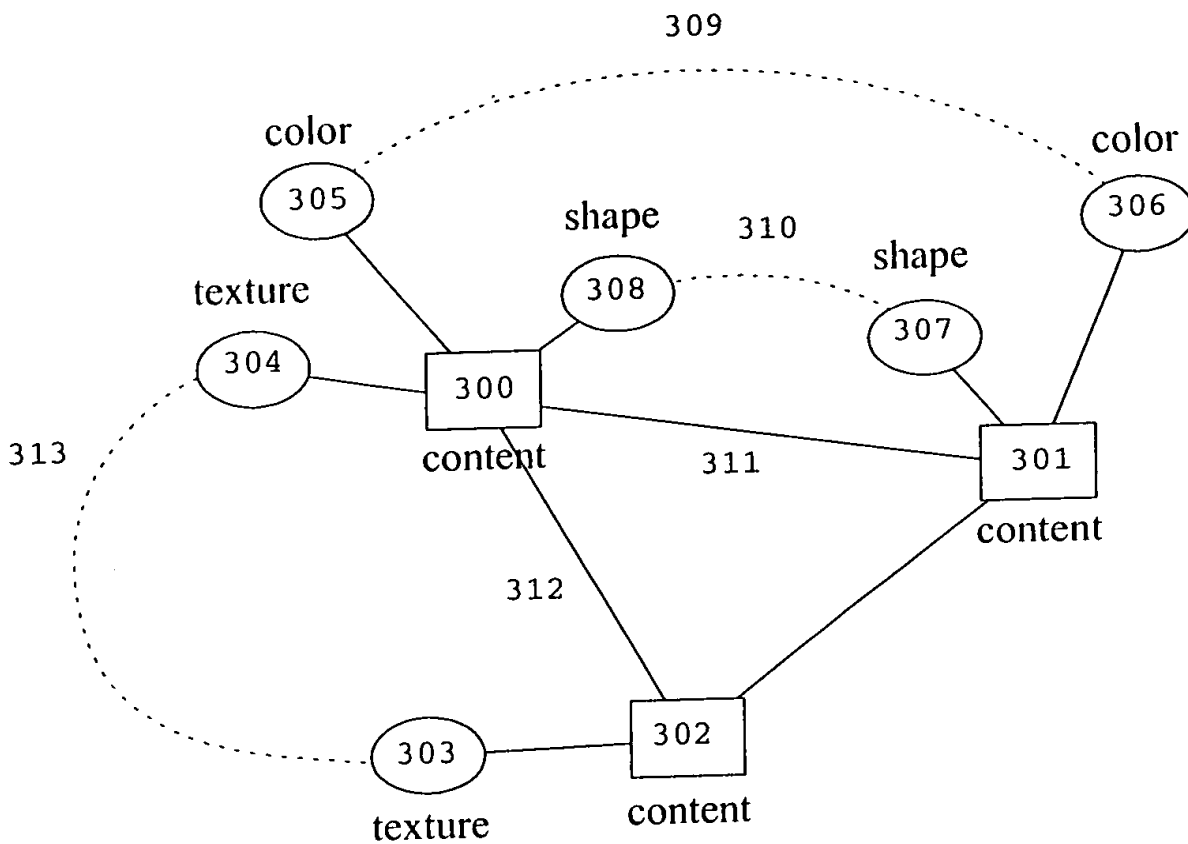 309
color
305
color
306
shape
308
310
shape
307
texture
304
300
content
313
311
301
content
312
302
content
303
texture